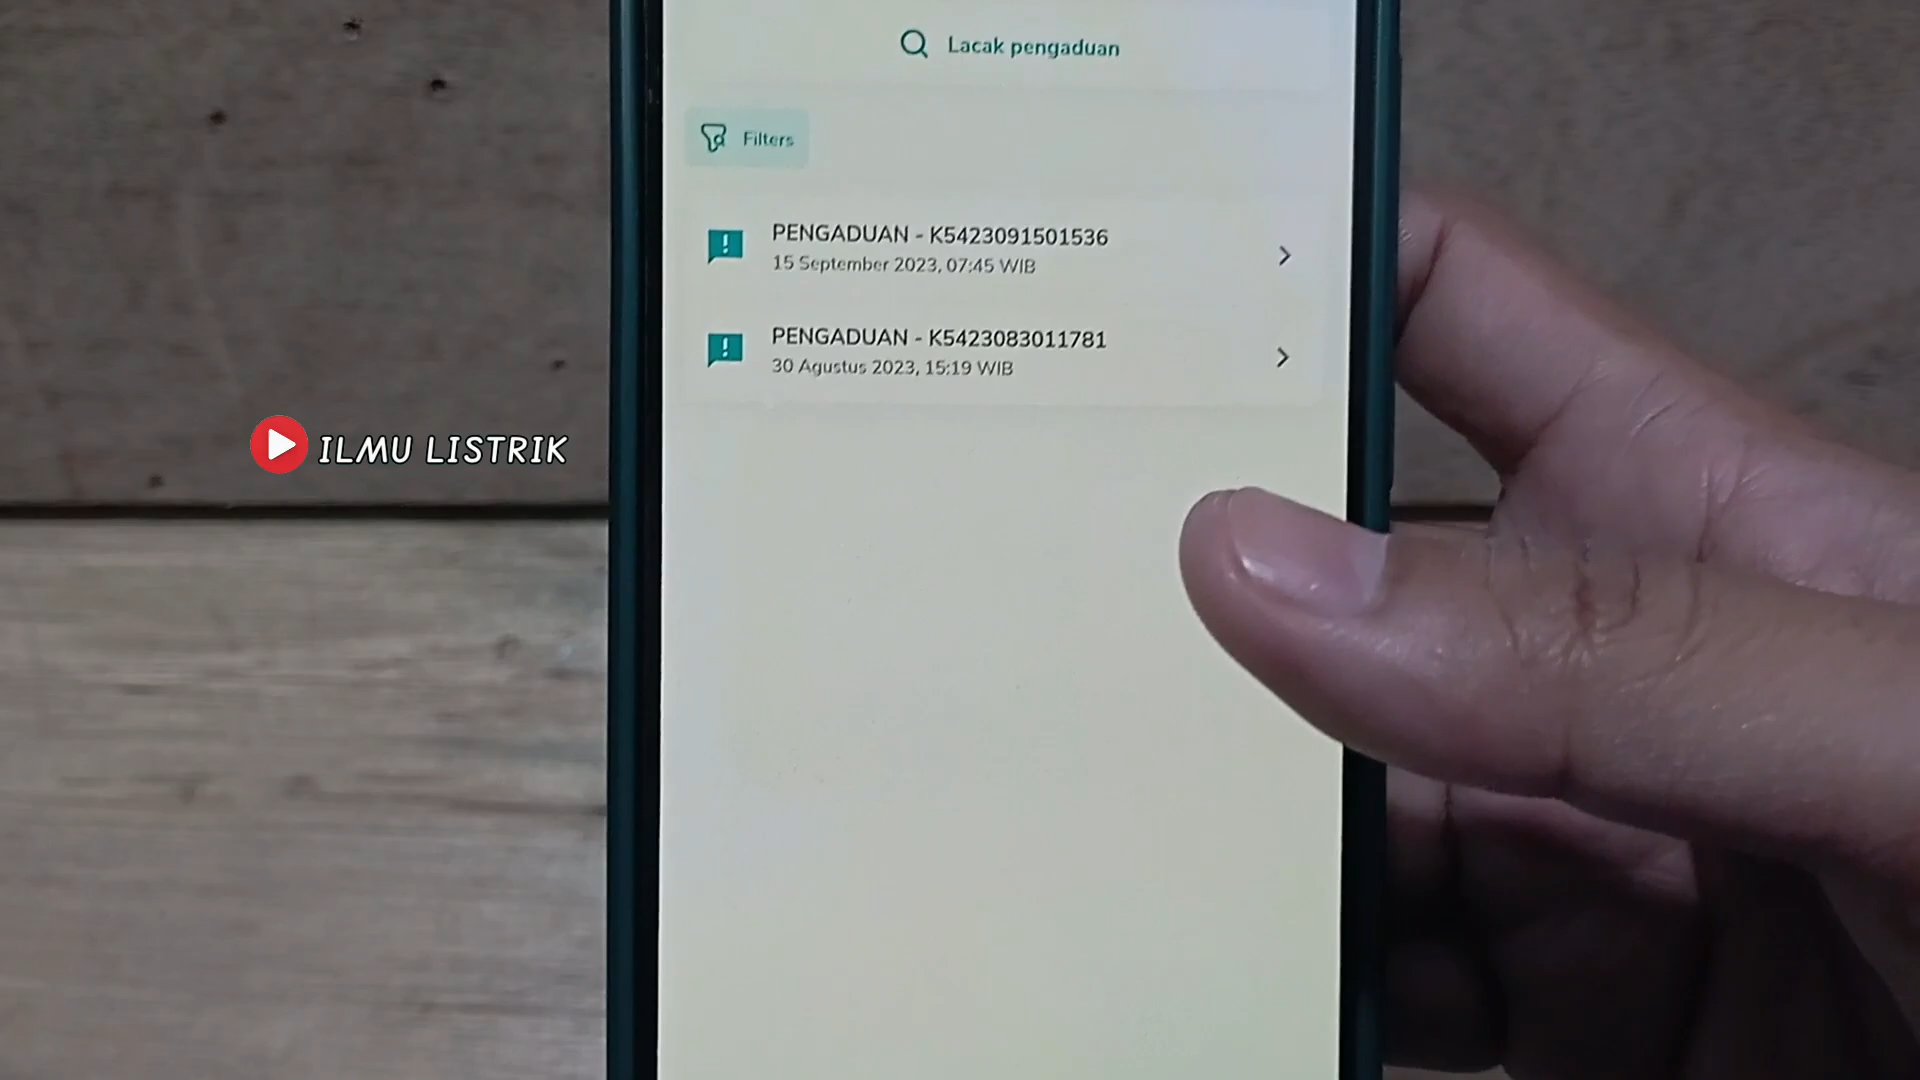 Lacak pengaduan
Filters
PENGADUAN - K5423091501536
15 September 2023, 07:45 WIB
PENGADUAN - K5423083011781
30 Agustus 2023, 15:19 WIB
ILMU LISTRIK